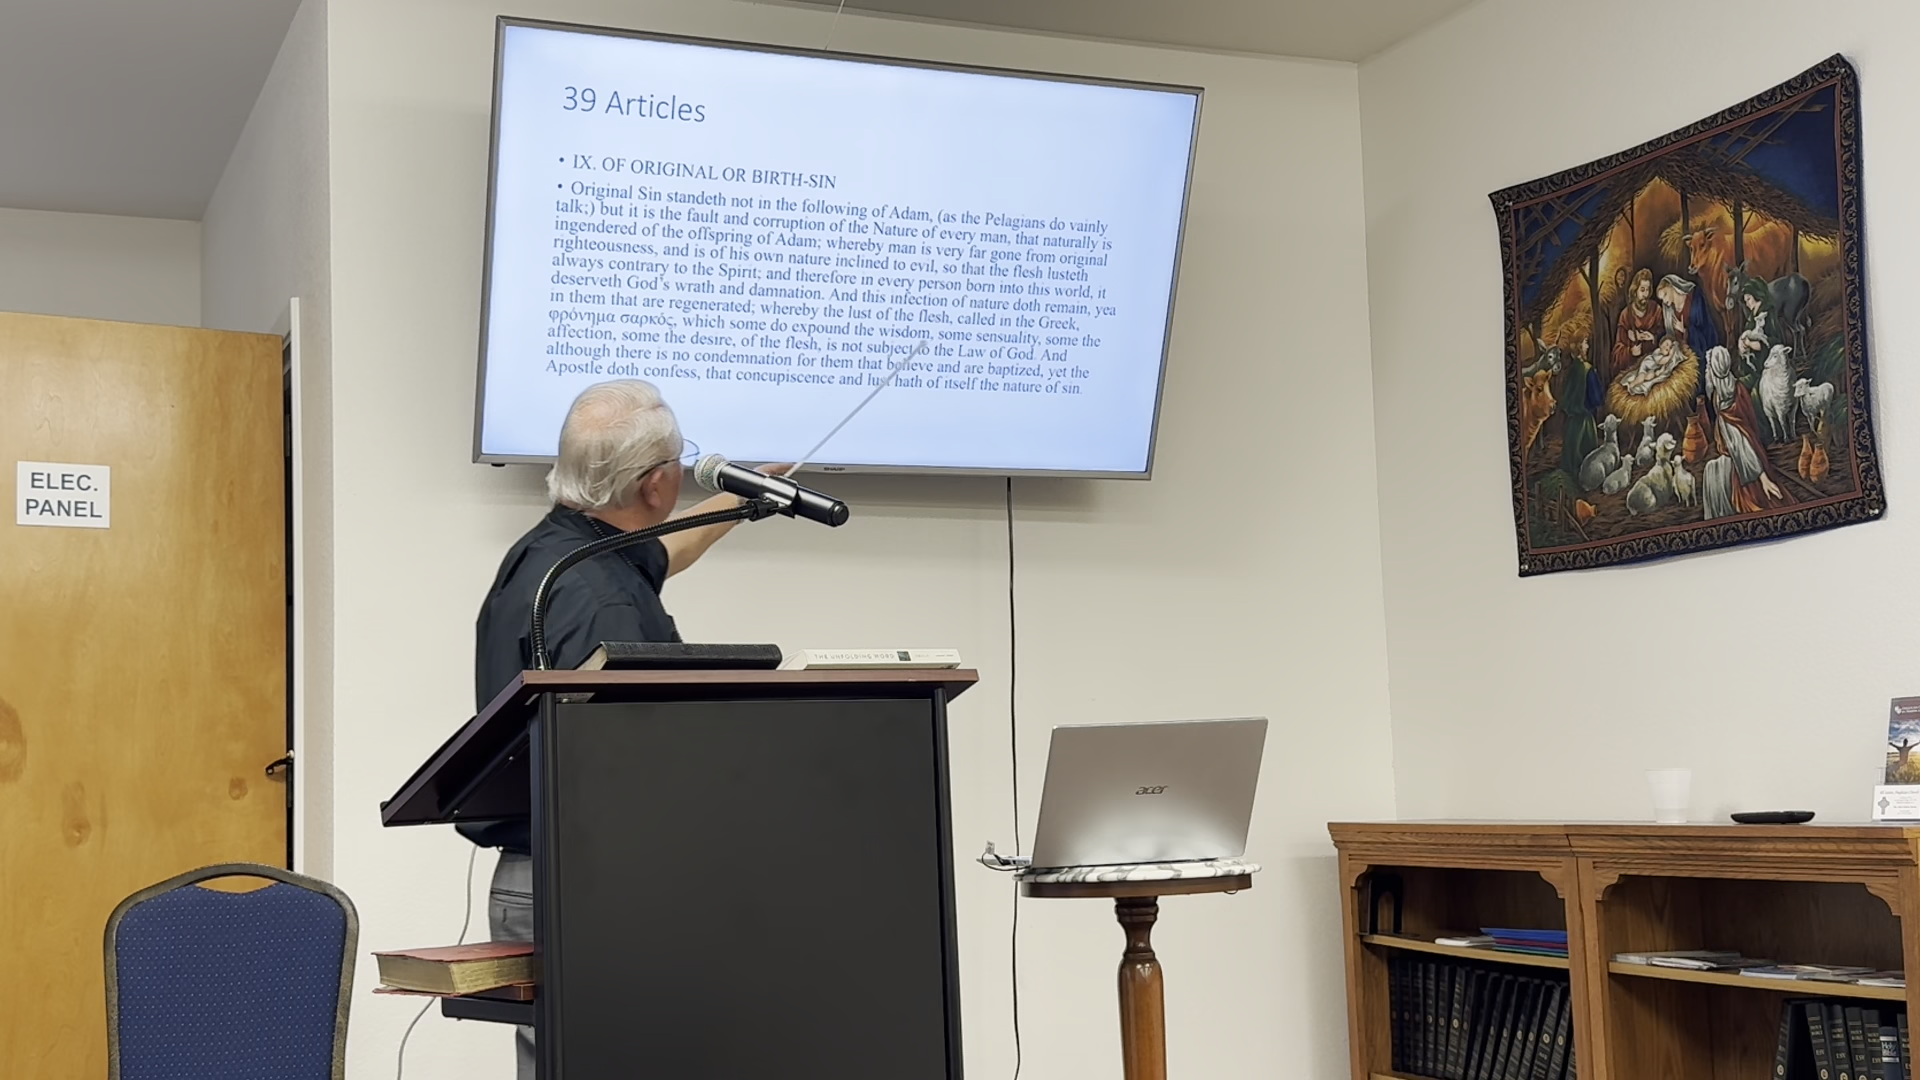 39 Articles
• IX. OF ORIGINAL OR BIRTH-SIN
• Original Sin standeth not in the following of Adam, (as the Pelagians do vainly
talk;) but it is the fault and corruption of the Nature of every man, that naturally is
ingendered of the offspring of Adam; whereby man is very far gone from original
righteousness, and is of his own nature inclined to evil, so that the flesh lusteth
always contrary to the Spirit; and therefore in every person born into this world, it
deserveth God's wrath and damnation. And this infection of nature doth remain, yea
in them that are regenerated; whereby the lust of the flesh, called in the Greek,
φρόνημα σαρκὸς, which some do expound the wisdom, some sensuality, some the
affection, some the desire, of the flesh, is not subject to the Law of God. And
although there is no condemnation for them that believe and are baptized, yet the
Apostle doth confess, that concupiscence and lust hath of itself the nature of sin.
SHARP
ELEC.
PANEL
THE UNFOLDING WORD
acer